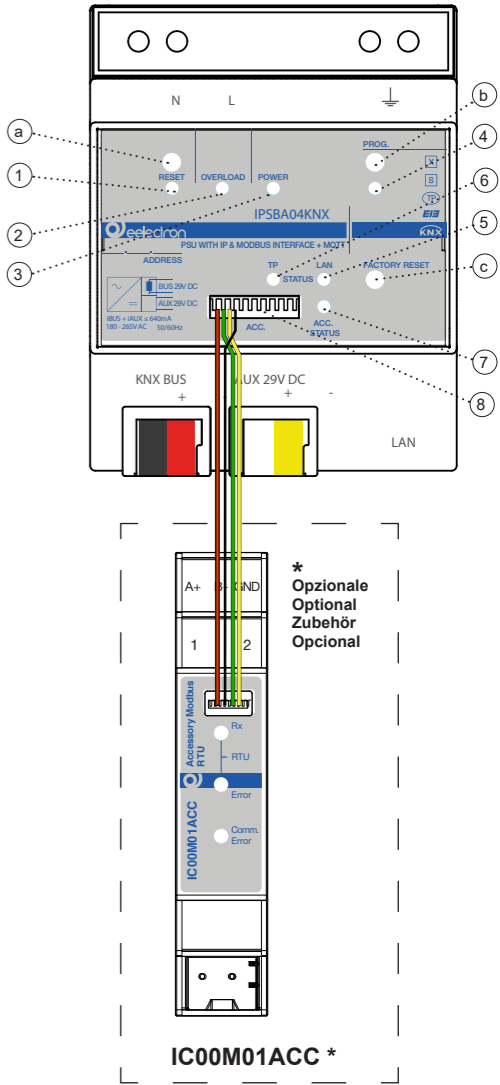 N L
a
b
PROG.
4
1
RESET OVERLOAD POWER
X
S
TP
6
2
IPSBA04KNX
EIB
eelectron
KNX
5
3
PSU WITH IP & MODBUS INTERFACE + MQTT
ADDRESS
TP STATUS LAN
FACTORY RESET
c
BUS 29V DC
AUX 29V DC
IBUS + IAUX ≤ 640mA
180 - 265V AC 50/60Hz
ACC.
ACC. STATUS
7
8
KNX BUS
+
AUX 29V DC
+ -
LAN
A+ B- GND
1 2
*
Opzionale
Optional
Zubehör
Opcional
Accessory Modbus
RTU
Rx
RTU
Error
Comm.
Error
IC00M01ACC
IC00M01ACC *